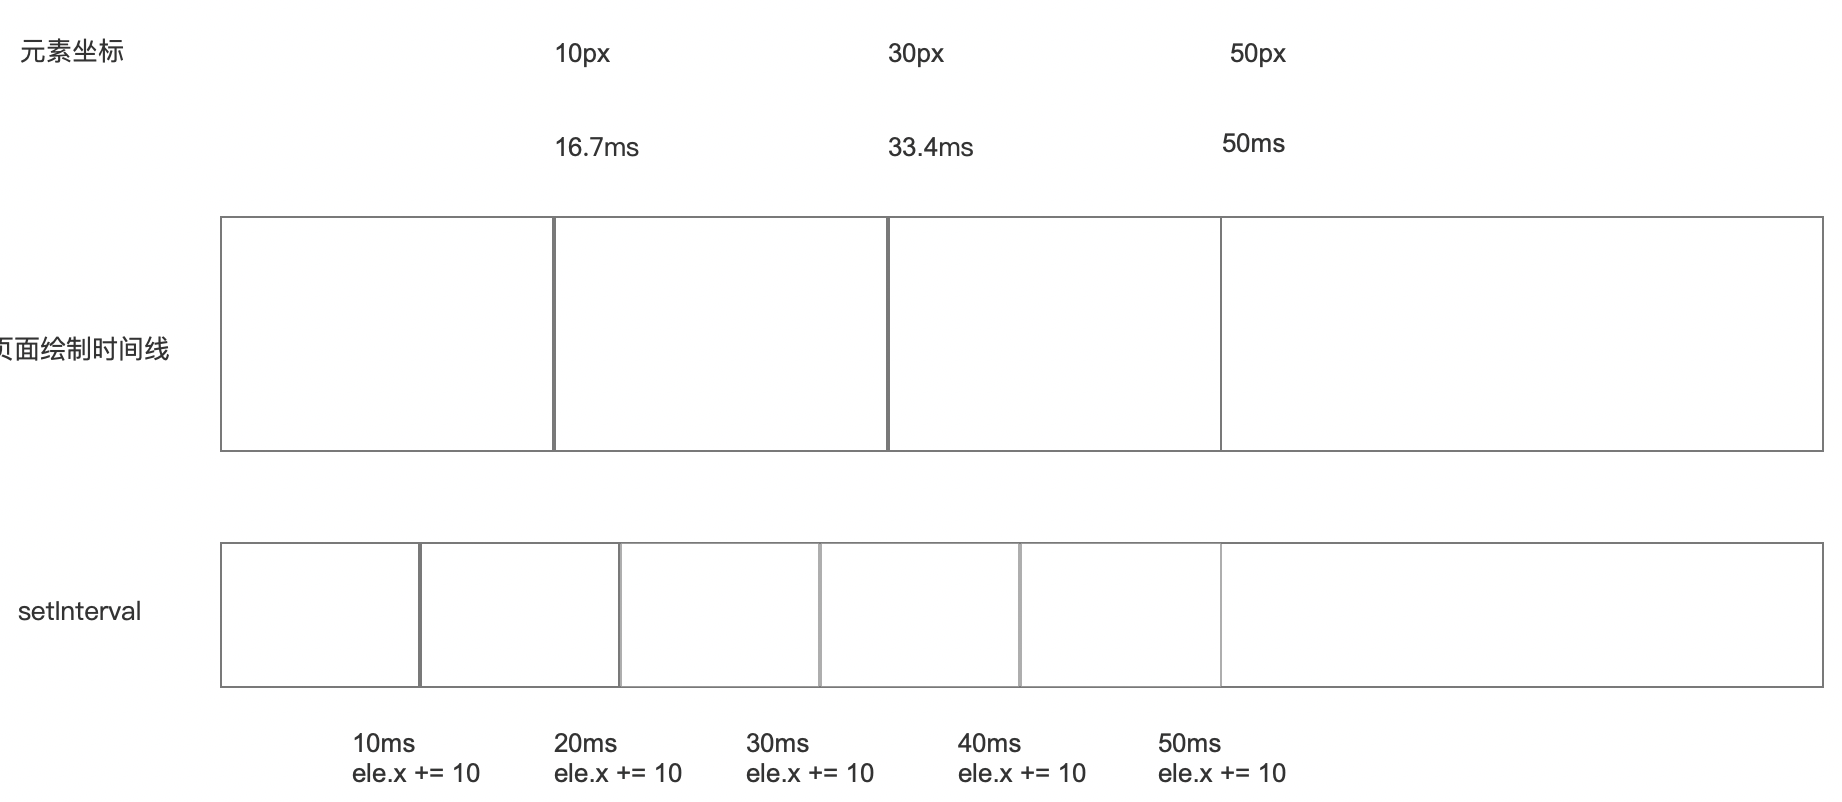 元素坐标
10px
30px
50px
16.7ms
33.4ms
50ms
页面绘制时间线
setInterval
10ms
ele.x += 10
20ms
ele.x += 10
30ms
ele.x += 10
40ms
ele.x += 10
50ms
ele.x += 10